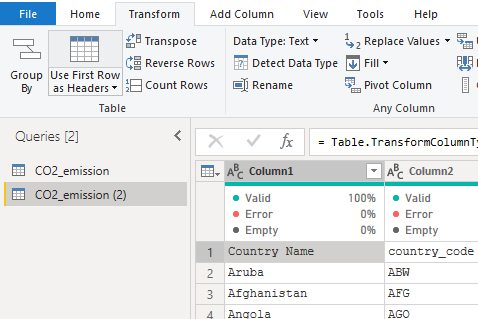 File Home Transform Add Column View Tools Help
Group By
Use First Row as Headers
Transpose
Reverse Rows
Count Rows
Table
Data Type: Text
Detect Data Type
Rename
Replace Values
Fill
Pivot Column
Any Column
Queries [2]
CO2_emission
CO2_emission (2)
fx
= Table.TransformColumnTy
ABC Column1 ABC Column2
Valid 100% Valid
Error 0% Error
Empty 0% Empty
1 Country Name country_code
2 Aruba ABW
3 Afghanistan AFG
4 Angola AGO